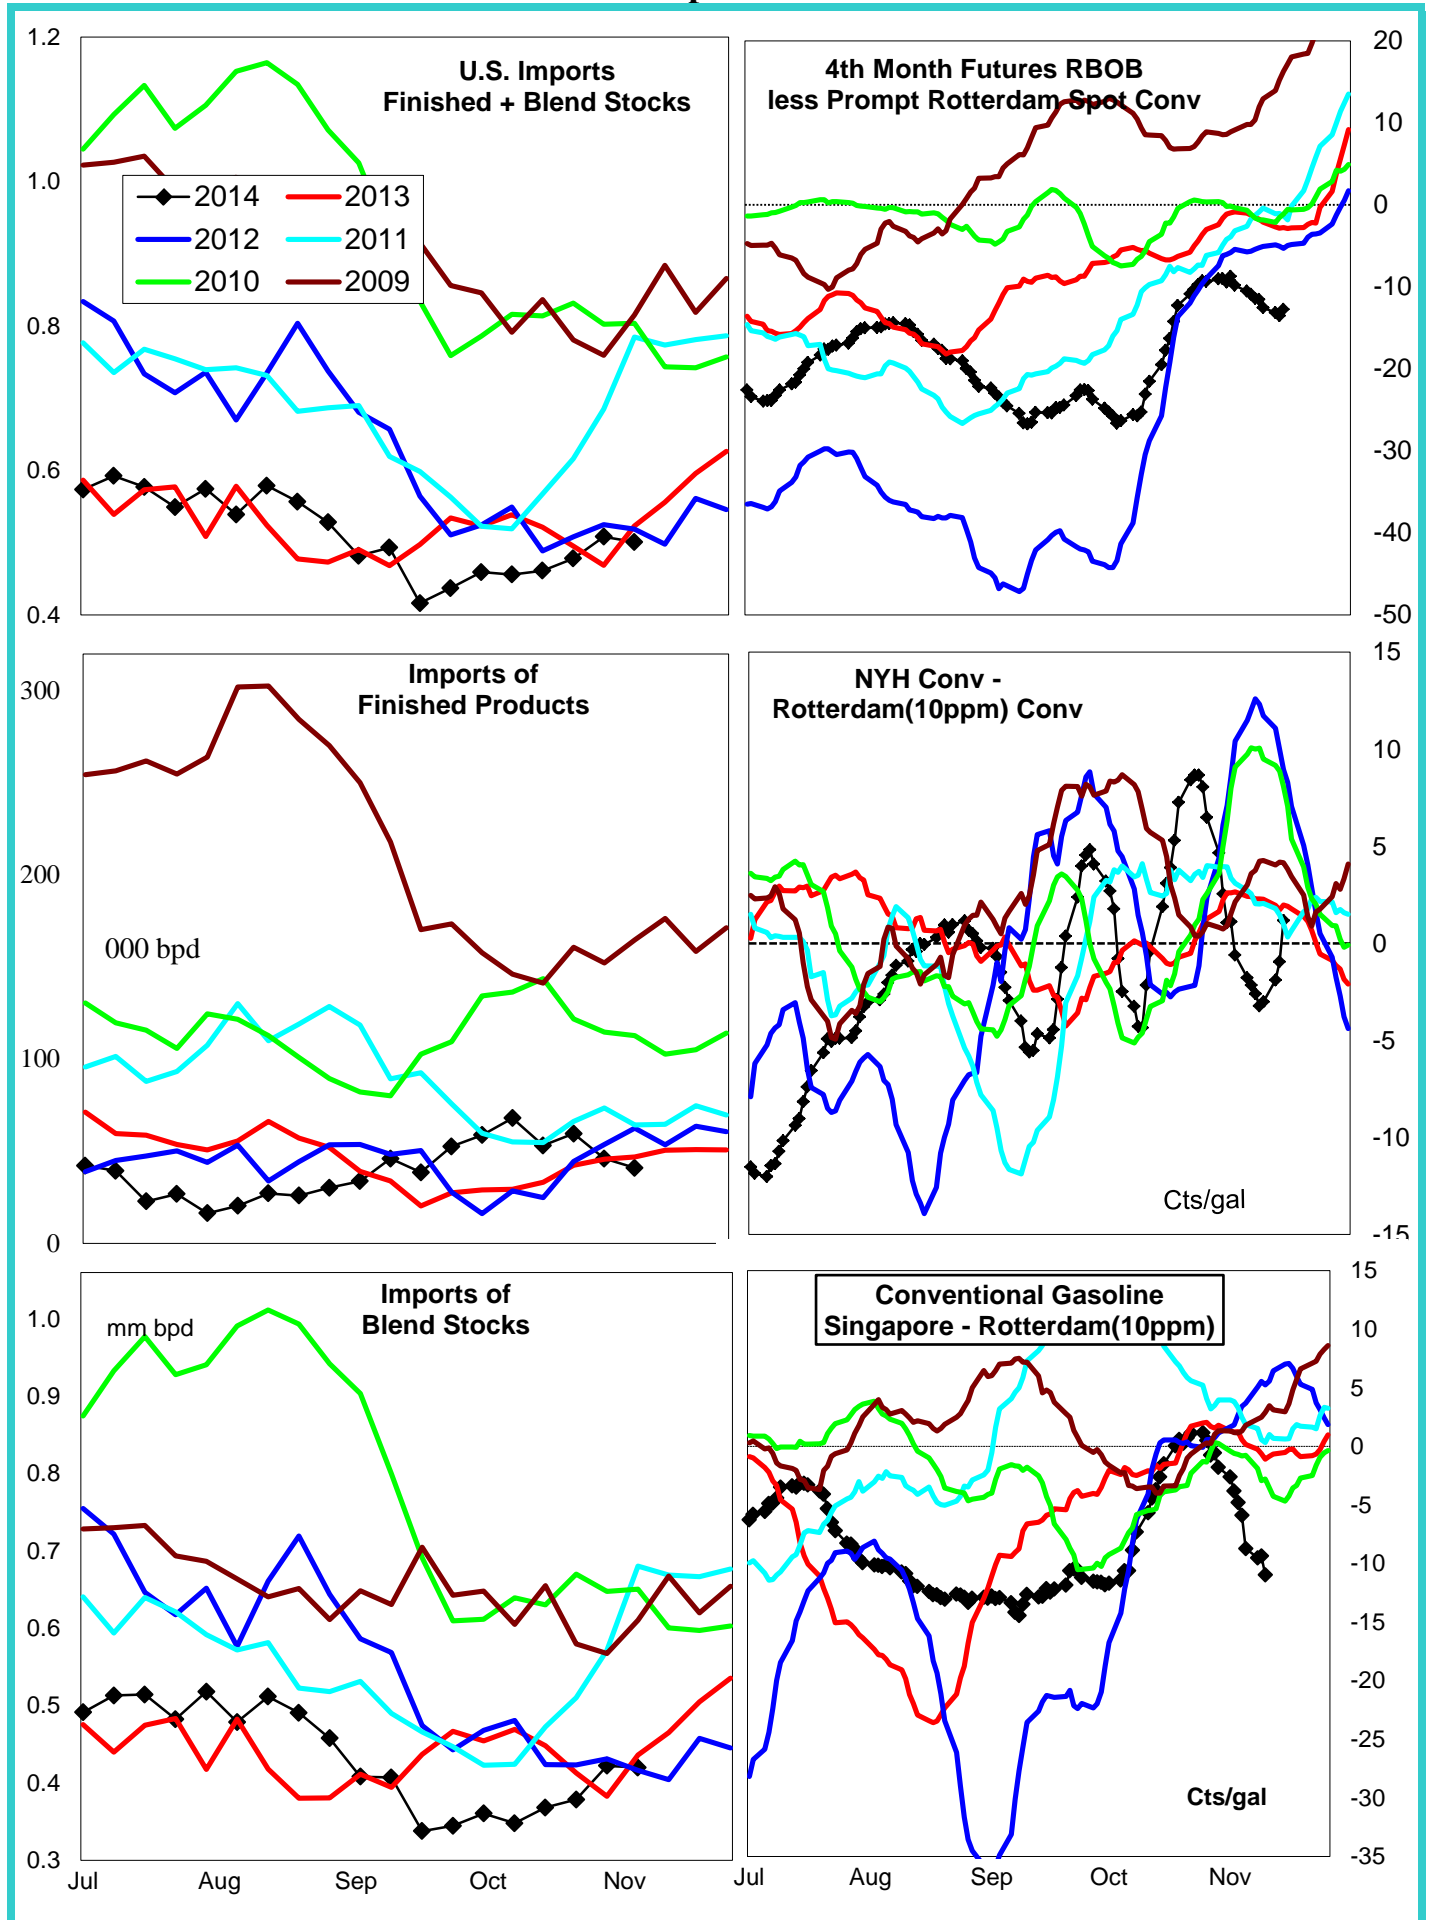 1.2
1.0
0.8
0.6
0.4
U.S. Imports
Finished + Blend Stocks
2014 2013
2012 2011
2010 2009
4th Month Futures RBOB
less Prompt Rotterdam Spot Conv
20
10
0
-10
-20
-30
-40
-50
300
200
100
0
Imports of
Finished Products
000 bpd
NYH Conv -
Rotterdam(10ppm) Conv
Cts/gal
15
10
5
0
-5
-10
-15
1.0
0.9
0.8
0.7
0.6
0.5
0.4
0.3
Imports of
Blend Stocks
mm bpd
Jul Aug Sep Oct Nov
Conventional Gasoline
Singapore - Rotterdam(10ppm)
Cts/gal
15
10
5
0
-5
-10
-15
-20
-25
-30
-35
Jul Aug Sep Oct Nov